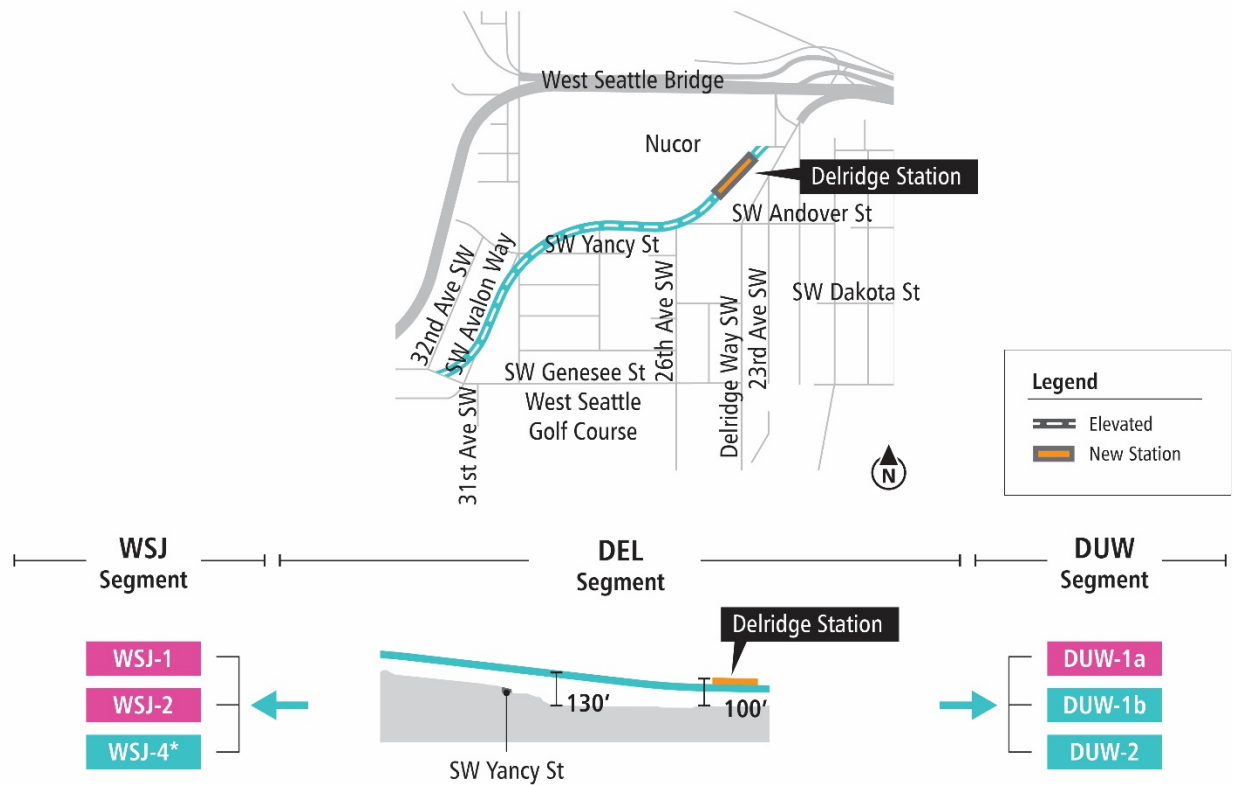 West Seattle Bridge
Nucor
Delridge Station
SW Andover St
SW Yancy St
32nd Ave SW
SW Avalon Way
26th Ave SW
Delridge Way SW
23rd Ave SW
SW Dakota St
SW Genesee St
West Seattle
Golf Course
31st Ave SW
N
Legend
Elevated
New Station
WSJ
Segment
DEL
Segment
DUW
Segment
WSJ-1
WSJ-2
WSJ-4*
Delridge Station
130’
100’
SW Yancy St
DUW-1a
DUW-1b
DUW-2